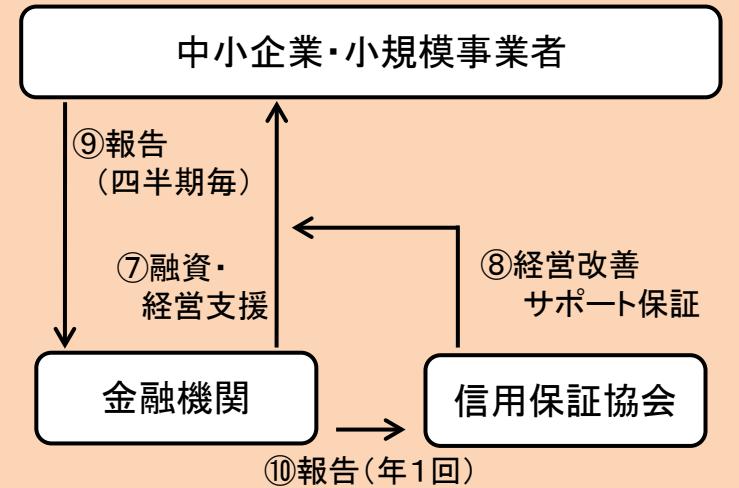 中小企業・小規模事業者
⑨報告
（四半期毎）
⑦融資・
経営支援
⑧経営改善
サポート保証
金融機関
信用保証協会
⑩報告（年１回）